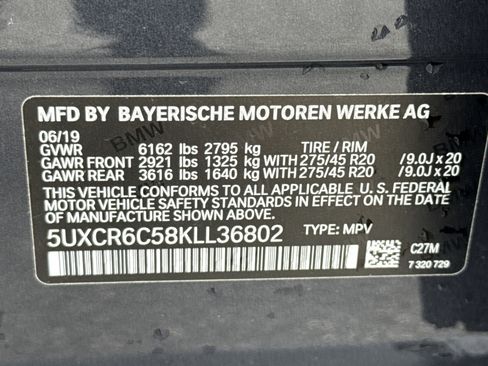 MFD BY BAYERISCHE MOTOREN WERKE AG
06/19
GVWR 6162 lbs 2795 kg TIRE / RIM
GAWR FRONT 2921 lbs 1325 kg WITH 275/45 R20 /9.0J x 20
GAWR REAR 3616 lbs 1640 kg WITH 275/45 R20 /9.0J x 20
THIS VEHICLE CONFORMS TO ALL APPLICABLE U. S. FEDERAL
MOTOR VEHICLE SAFETY STANDARDS IN EFFECT ON THE
DATE OF MANUFACTURE SHOWN ABOVE.
5UXCR6C58KLL36802 TYPE: MPV
C27M
7 320 729